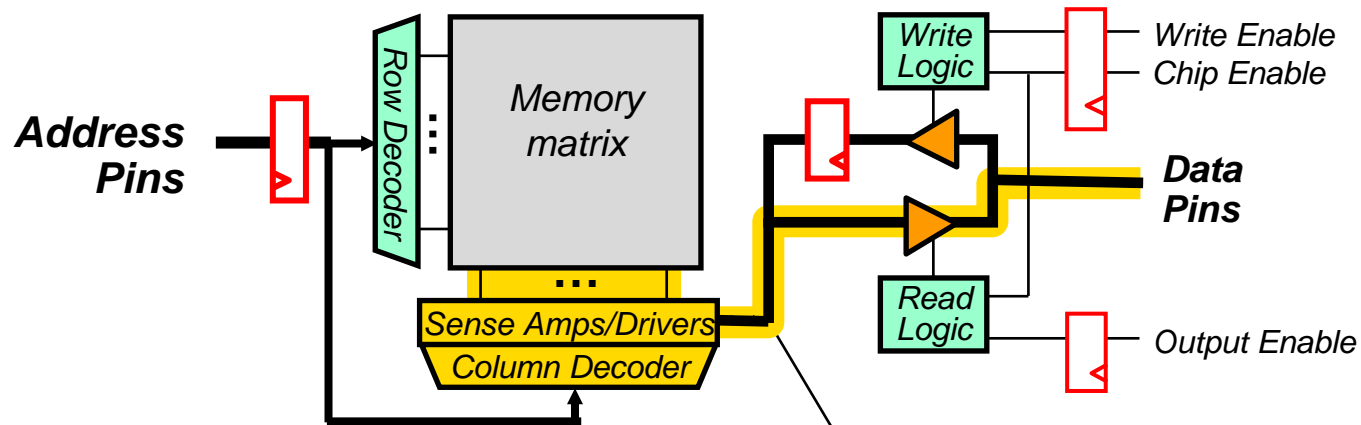 Address
Pins
Row Decoder
...
Memory
matrix
...
Sense Amps/Drivers
Column Decoder
Write
Logic
Read
Logic
Write Enable
Chip Enable
Data
Pins
Output Enable